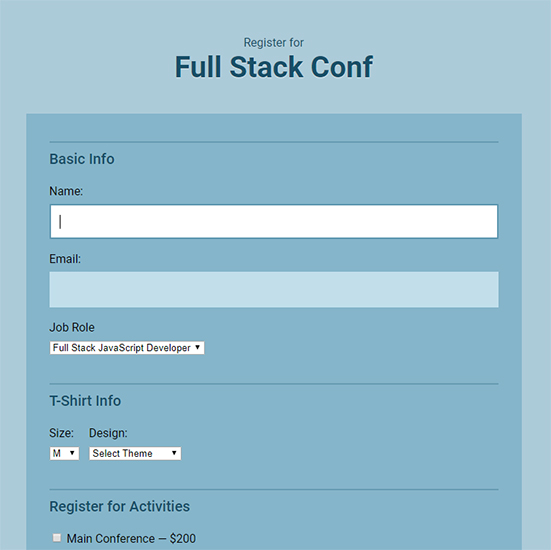 Register for
Full Stack Conf
Basic Info
Name:
Email:
Job Role
Full Stack JavaScript Developer
T-Shirt Info
Size: Design:
M Select Theme
Register for Activities
Main Conference — $200